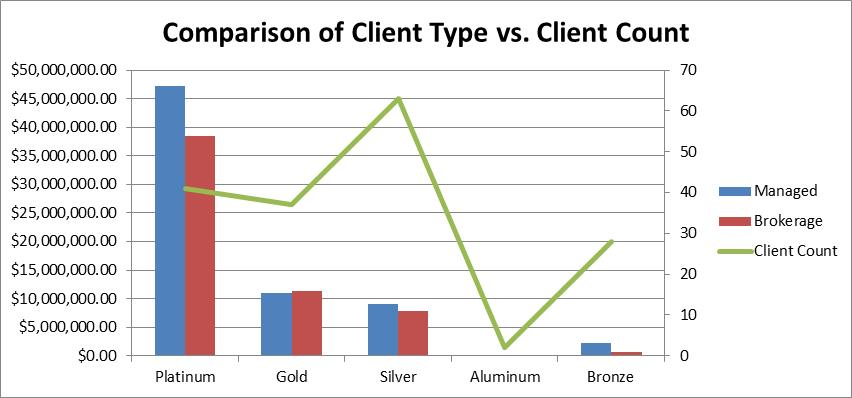 Comparison of Client Type vs. Client Count
$50,000,000.00
$45,000,000.00
$40,000,000.00
$35,000,000.00
$30,000,000.00
$25,000,000.00
$20,000,000.00
$15,000,000.00
$10,000,000.00
$5,000,000.00
$0.00
70
60
50
40
30
20
10
0
Platinum
Gold
Silver
Aluminum
Bronze
Managed
Brokerage
Client Count